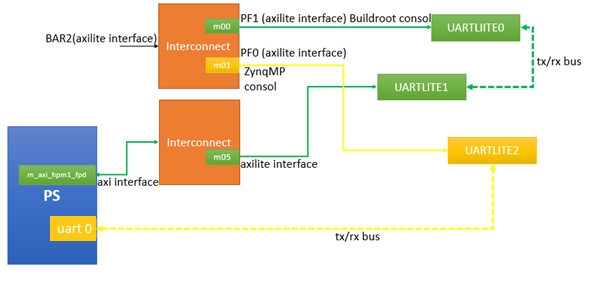 PF1 (axilite interface) Buildroot consol
m00
UARTLIITE0
BAR2(axilite interface)
Interconnect
PF0 (axilite interface)
m01
ZynqMP
consol
tx/rx bus
UARTLITE1
Interconnect
UARTLITE2
m05
axilite interface
m_axi_hpm1_fpd
axi interface
PS
uart 0
tx/rx bus